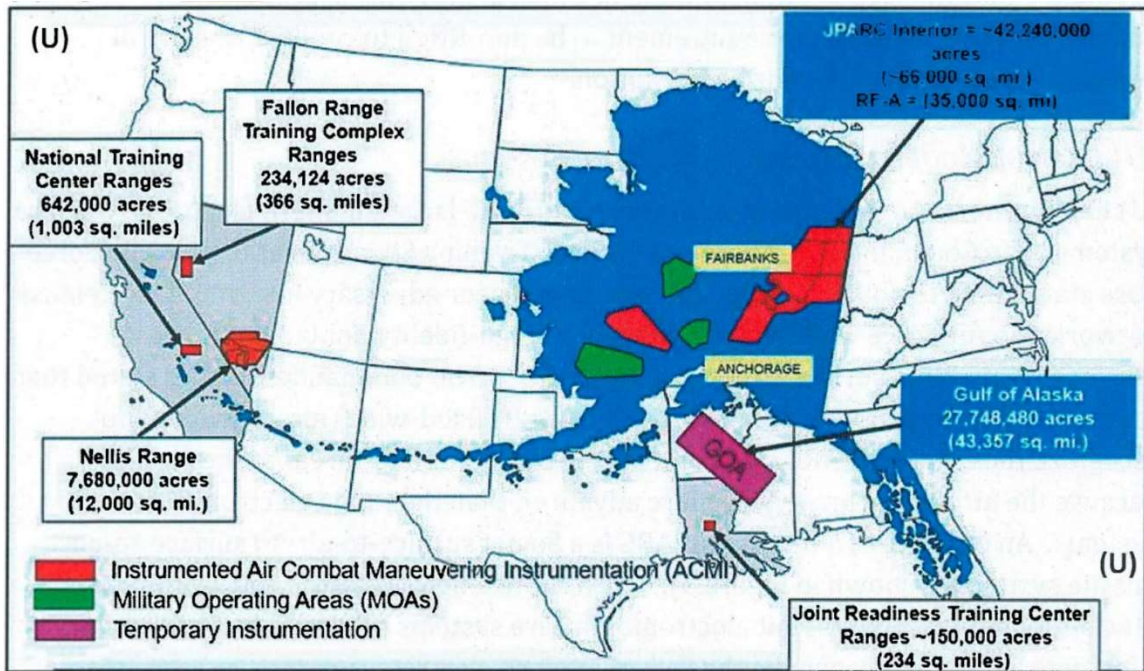 (U)
JPARC Interior = ~42,240,000
acres
(~66,000 sq. mi.)
RF-A = (35,000 sq. mi)
Fallon Range
Training Complex
Ranges
234,124 acres
(366 sq. miles)
National Training
Center Ranges
642,000 acres
(1,003 sq. miles)
FAIRBANKS
ANCHORAGE
Gulf of Alaska
27,748,480 acres
(43,357 sq. mi.)
GOA
Nellis Range
7,680,000 acres
(12,000 sq. mi.)
Instrumented Air Combat Maneuvering Instrumentation (ACMI)
Military Operating Areas (MOAs)
Temporary Instrumentation
(U)
Joint Readiness Training Center
Ranges ~150,000 acres
(234 sq. miles)